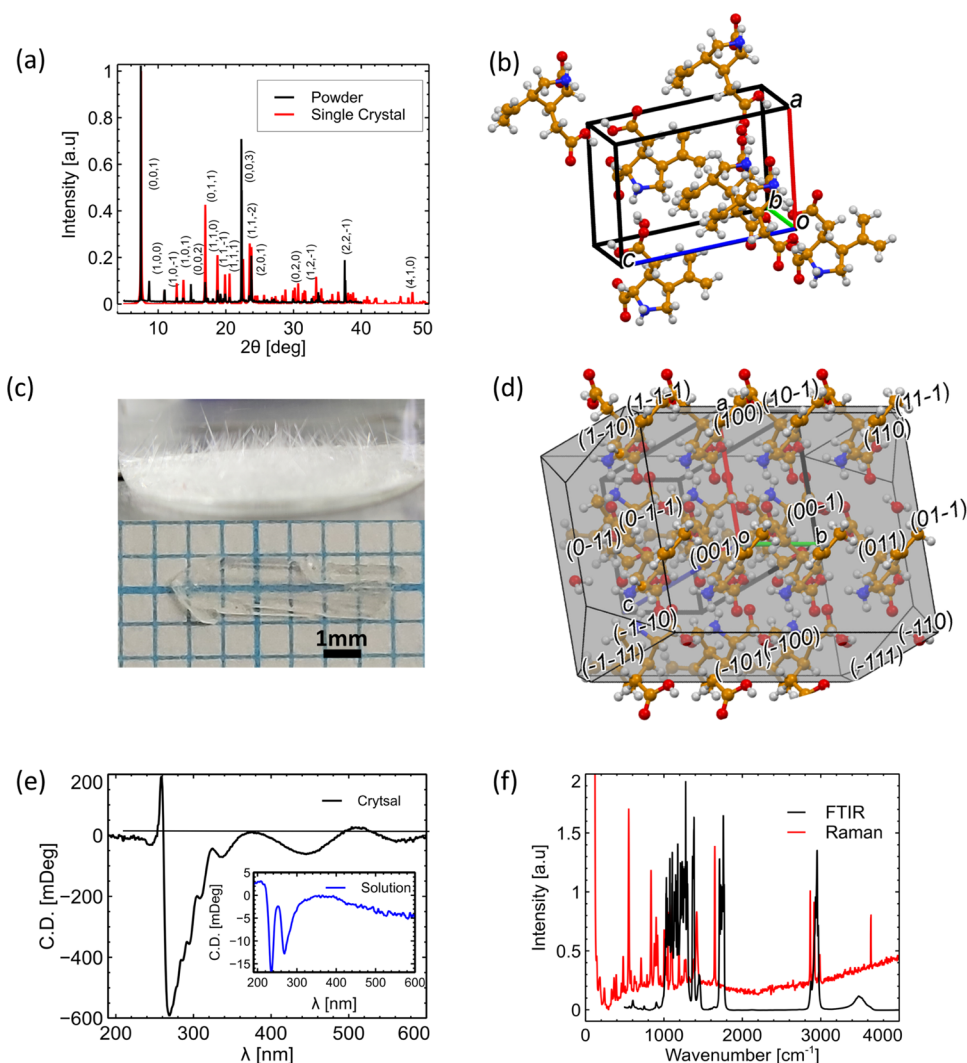 (a)
1
0.8
0.6
0.4
0.2
0
Intensity [a.u]
Powder
Single Crystal
(0,0,1)
(1,0,0)
(1,0,-1)
(1,0,1)
(0,0,2)
(0,1,1)
(1,1,0)
(1,1,-1)
(1,1,1)
(0,0,3)
(1,1,-2)
(2,0,1)
(0,2,0)
(1,2,-1)
(2,2,-1)
(4,1,0)
10 20 30 40 50
2θ [deg]
(b)
a
b
o
c
(c)
1mm
(d)
(1-1-1)
a
(10-1)
(11-1)
(1-10)
(100)
(110)
(0-11)
(0-1-1)
(00-1)
(01-1)
(001)
o
b
(011)
c
(-1-10)
(-110)
(-1-11)
(-101)
(-100)
(-111)
(e)
200
0
−200
−400
−600
C.D. [mDeg]
Crytsal
Solution
5
0
−5
−10
−15
C.D. [mDeg]
200 300 400 500 600
λ [nm]
200 300 400 500 600
λ [nm]
(f)
2
1.5
1
0.5
0
Intensity [a.u]
FTIR
Raman
0 1000 2000 3000 4000
Wavenumber [cm⁻¹]